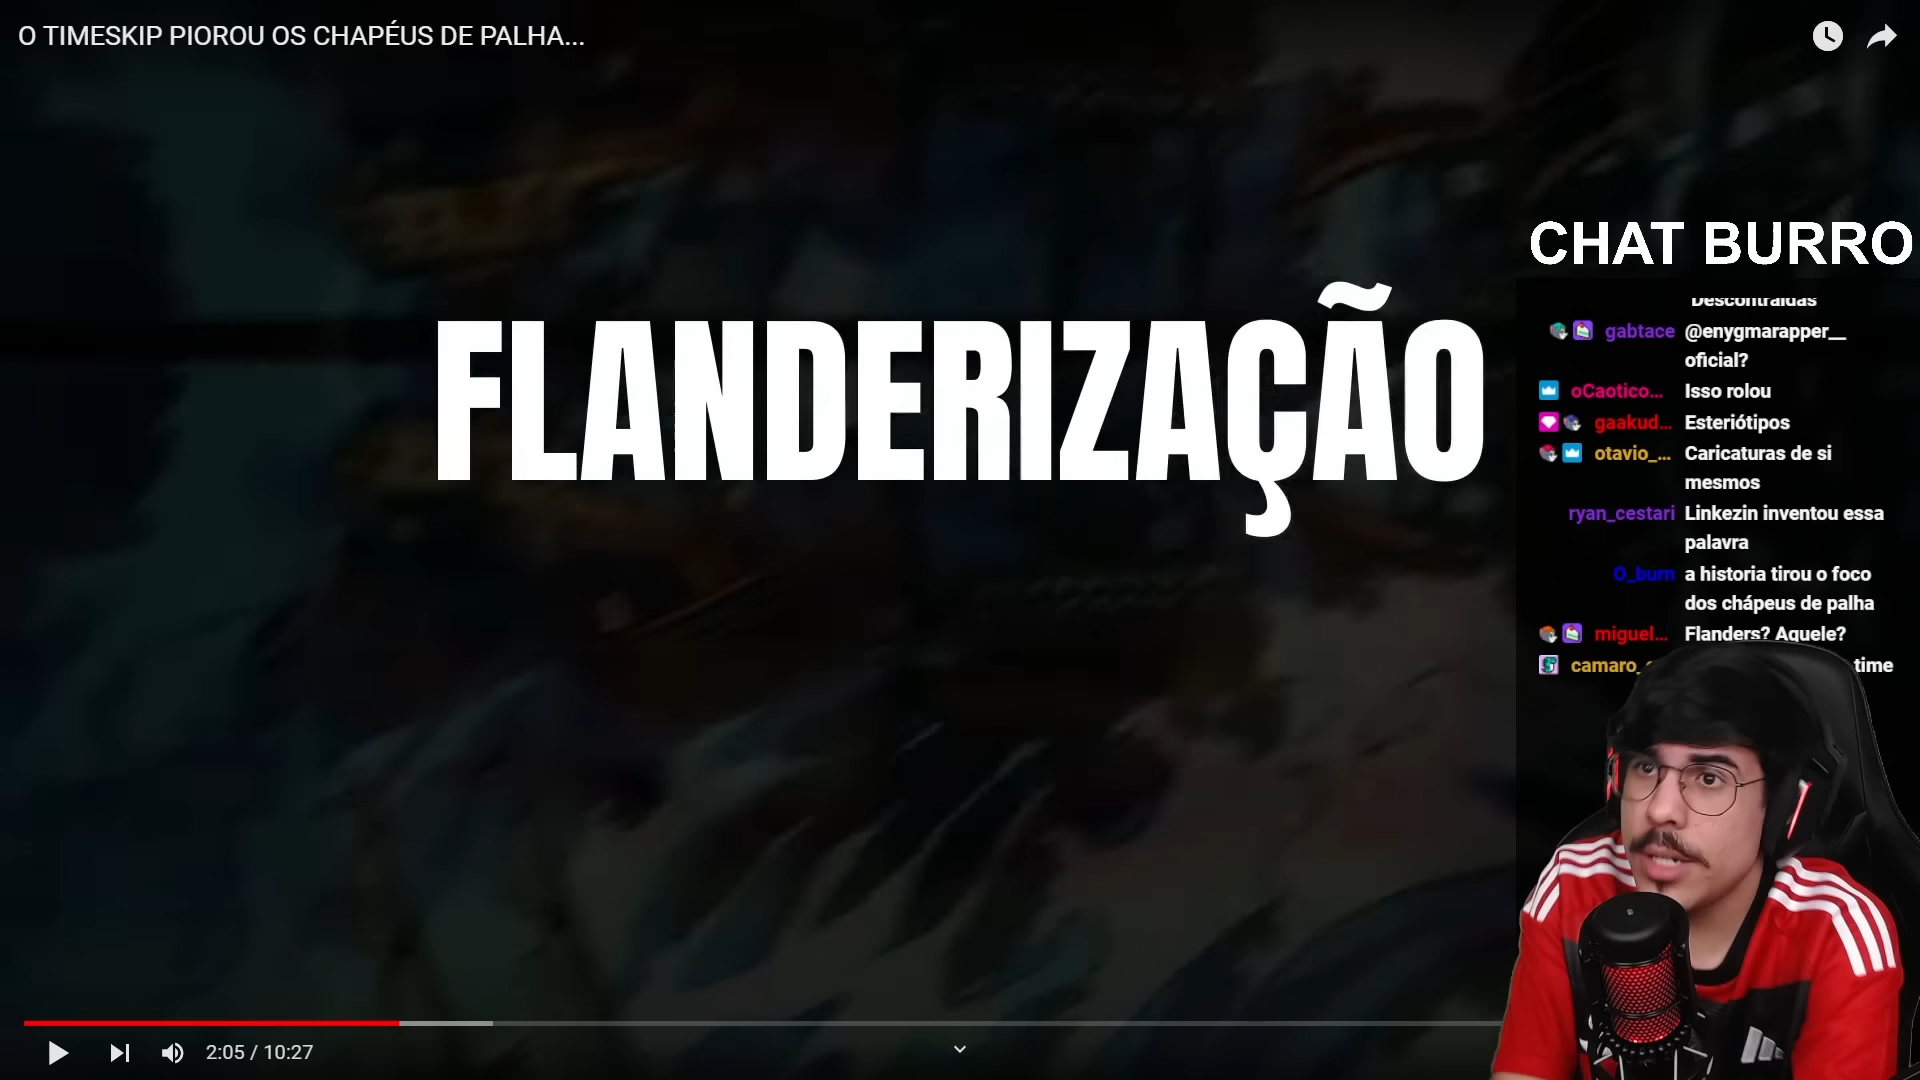 O TIMESKIP PIOROU OS CHAPÉUS DE PALHA...
FLANDERIZAÇÃO
CHAT BURRO
Descontraidas
gabtace @enygmarapper__
oficial?
oCaotico... Isso rolou
gaakud... Esteriótipos
otavio_... Caricaturas de si
mesmos
ryan_cestari Linkezin inventou essa
palavra
O_burn a historia tirou o foco
dos chápeus de palha
miguel... Flanders? Aquele?
camaro_ time
2:05 / 10:27